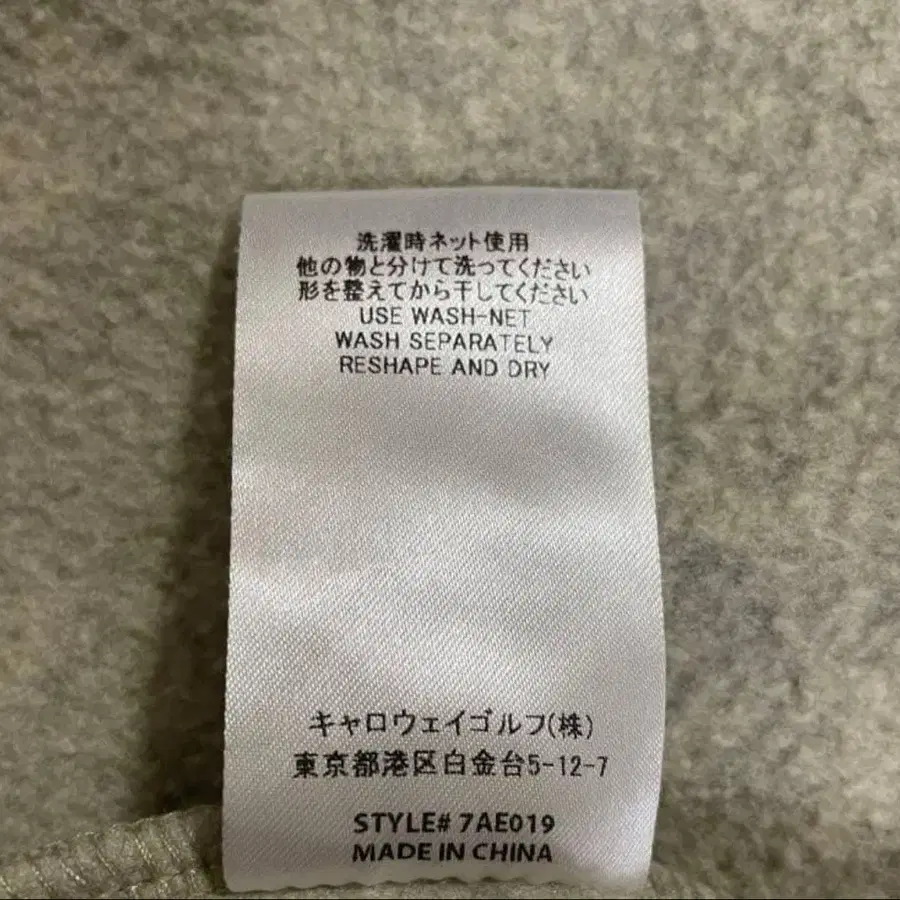 洗濯時ネット使用
他の物と分けて洗ってください
形を整えてから干してください
USE WASH-NET
WASH SEPARATELY
RESHAPE AND DRY
キャロウェイゴルフ(株)
東京都港区白金台5-12-7
STYLE# 7AE019
MADE IN CHINA